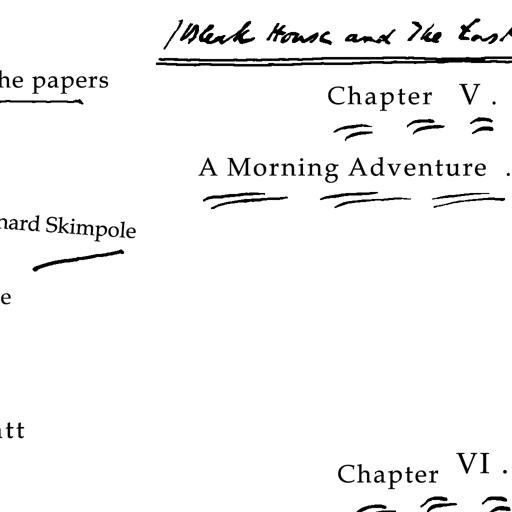 Bleak House and The East
he papers
Chapter V.
A Morning Adventure .
nard Skimpole
e
tt
Chapter VI.